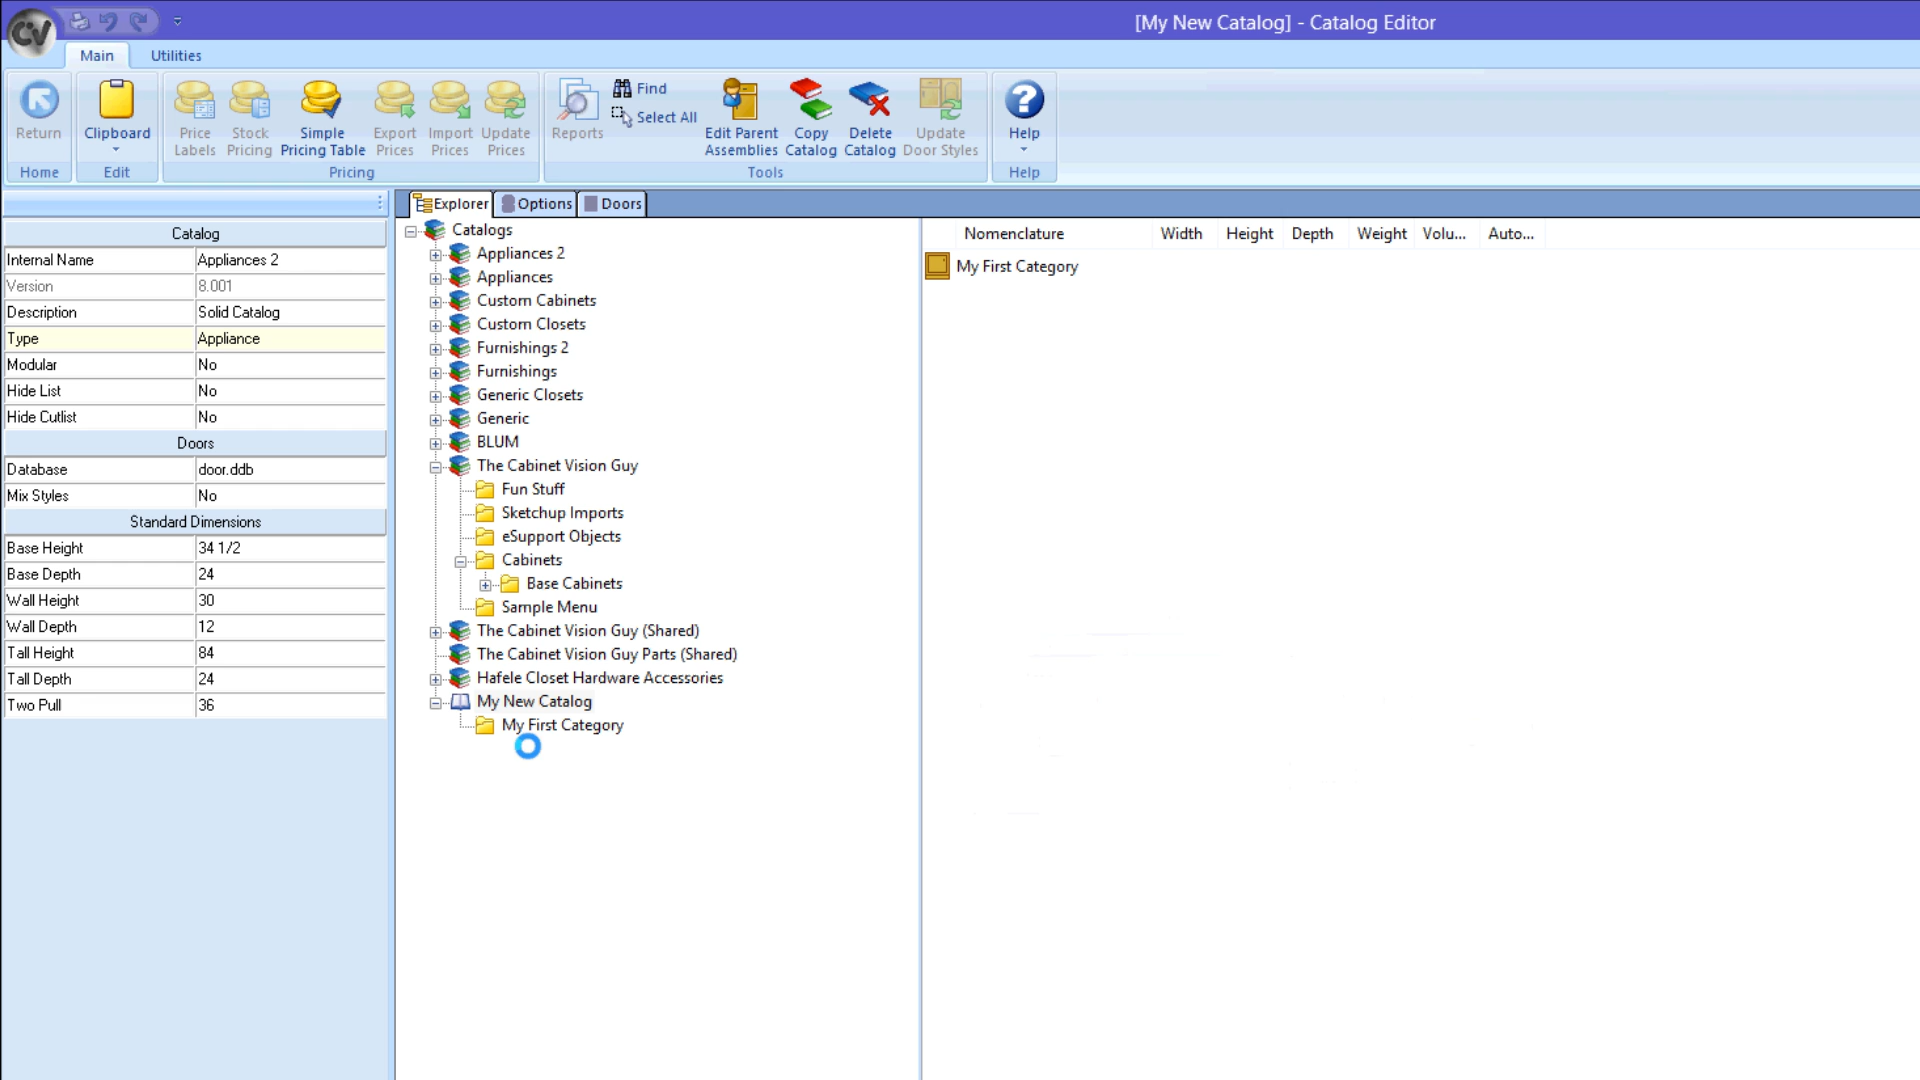 CV
[My New Catalog] - Catalog Editor
Main Utilities
Return
Home
Clipboard
Edit
Price Labels
Stock Pricing
Simple Pricing Table
Export Prices
Import Prices
Update Prices
Pricing
Reports
Find
Select All
Edit Parent Assemblies
Copy Catalog
Delete Catalog
Update Door Styles
Tools
Help
Help
Explorer Options Doors
Catalog
Internal Name Appliances 2
Version 8.001
Description Solid Catalog
Type Appliance
Modular No
Hide List No
Hide Cutlist No
Doors
Database door.ddb
Mix Styles No
Standard Dimensions
Base Height 34 1/2
Base Depth 24
Wall Height 30
Wall Depth 12
Tall Height 84
Tall Depth 24
Two Pull 36
Catalogs
Appliances 2
Appliances
Custom Cabinets
Custom Closets
Furnishings 2
Furnishings
Generic Closets
Generic
BLUM
The Cabinet Vision Guy
Fun Stuff
Sketchup Imports
eSupport Objects
Cabinets
Base Cabinets
Sample Menu
The Cabinet Vision Guy (Shared)
The Cabinet Vision Guy Parts (Shared)
Hafele Closet Hardware Accessories
My New Catalog
My First Category
Nomenclature Width Height Depth Weight Volu... Auto...
My First Category